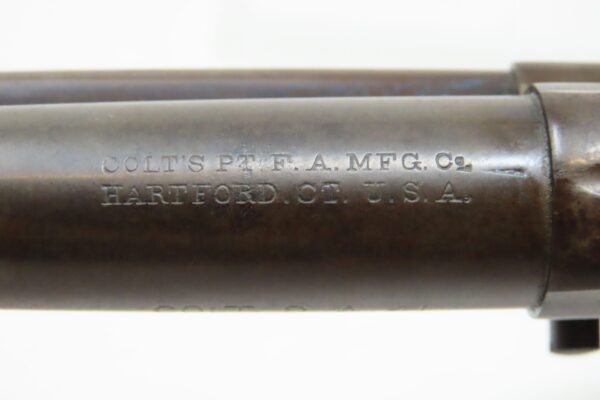 COLT'S PT. F. A. MFG. Co.
HARTFORD. CT. U. S. A.